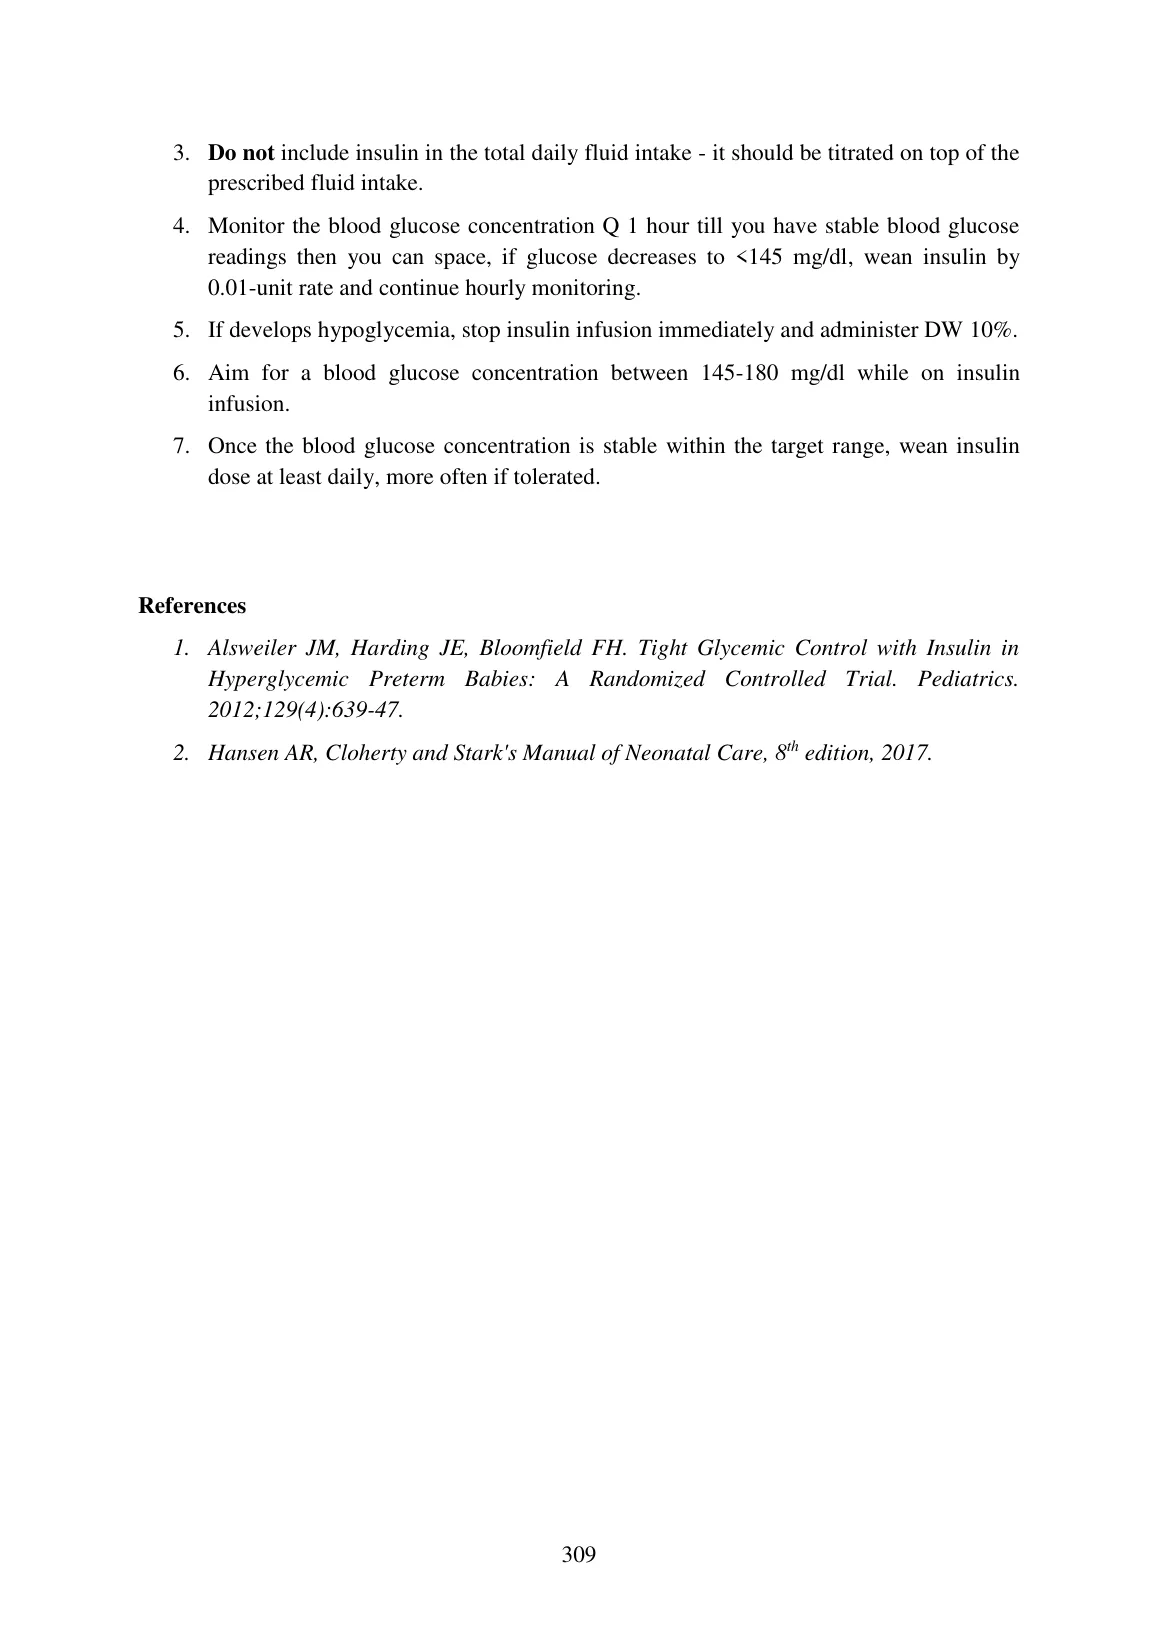 3. Do not include insulin in the total daily fluid intake - it should be titrated on top of the
prescribed fluid intake.
4. Monitor the blood glucose concentration Q 1 hour till you have stable blood glucose
readings then you can space, if glucose decreases to <145 mg/dl, wean insulin by
0.01-unit rate and continue hourly monitoring.
5. If develops hypoglycemia, stop insulin infusion immediately and administer DW 10%.
6. Aim for a blood glucose concentration between 145-180 mg/dl while on insulin
infusion.
7. Once the blood glucose concentration is stable within the target range, wean insulin
dose at least daily, more often if tolerated.
References
1. Alsweiler JM, Harding JE, Bloomfield FH. Tight Glycemic Control with Insulin in
Hyperglycemic Preterm Babies: A Randomized Controlled Trial. Pediatrics.
2012;129(4):639-47.
2. Hansen AR, Cloherty and Stark's Manual of Neonatal Care, 8th edition, 2017.
309